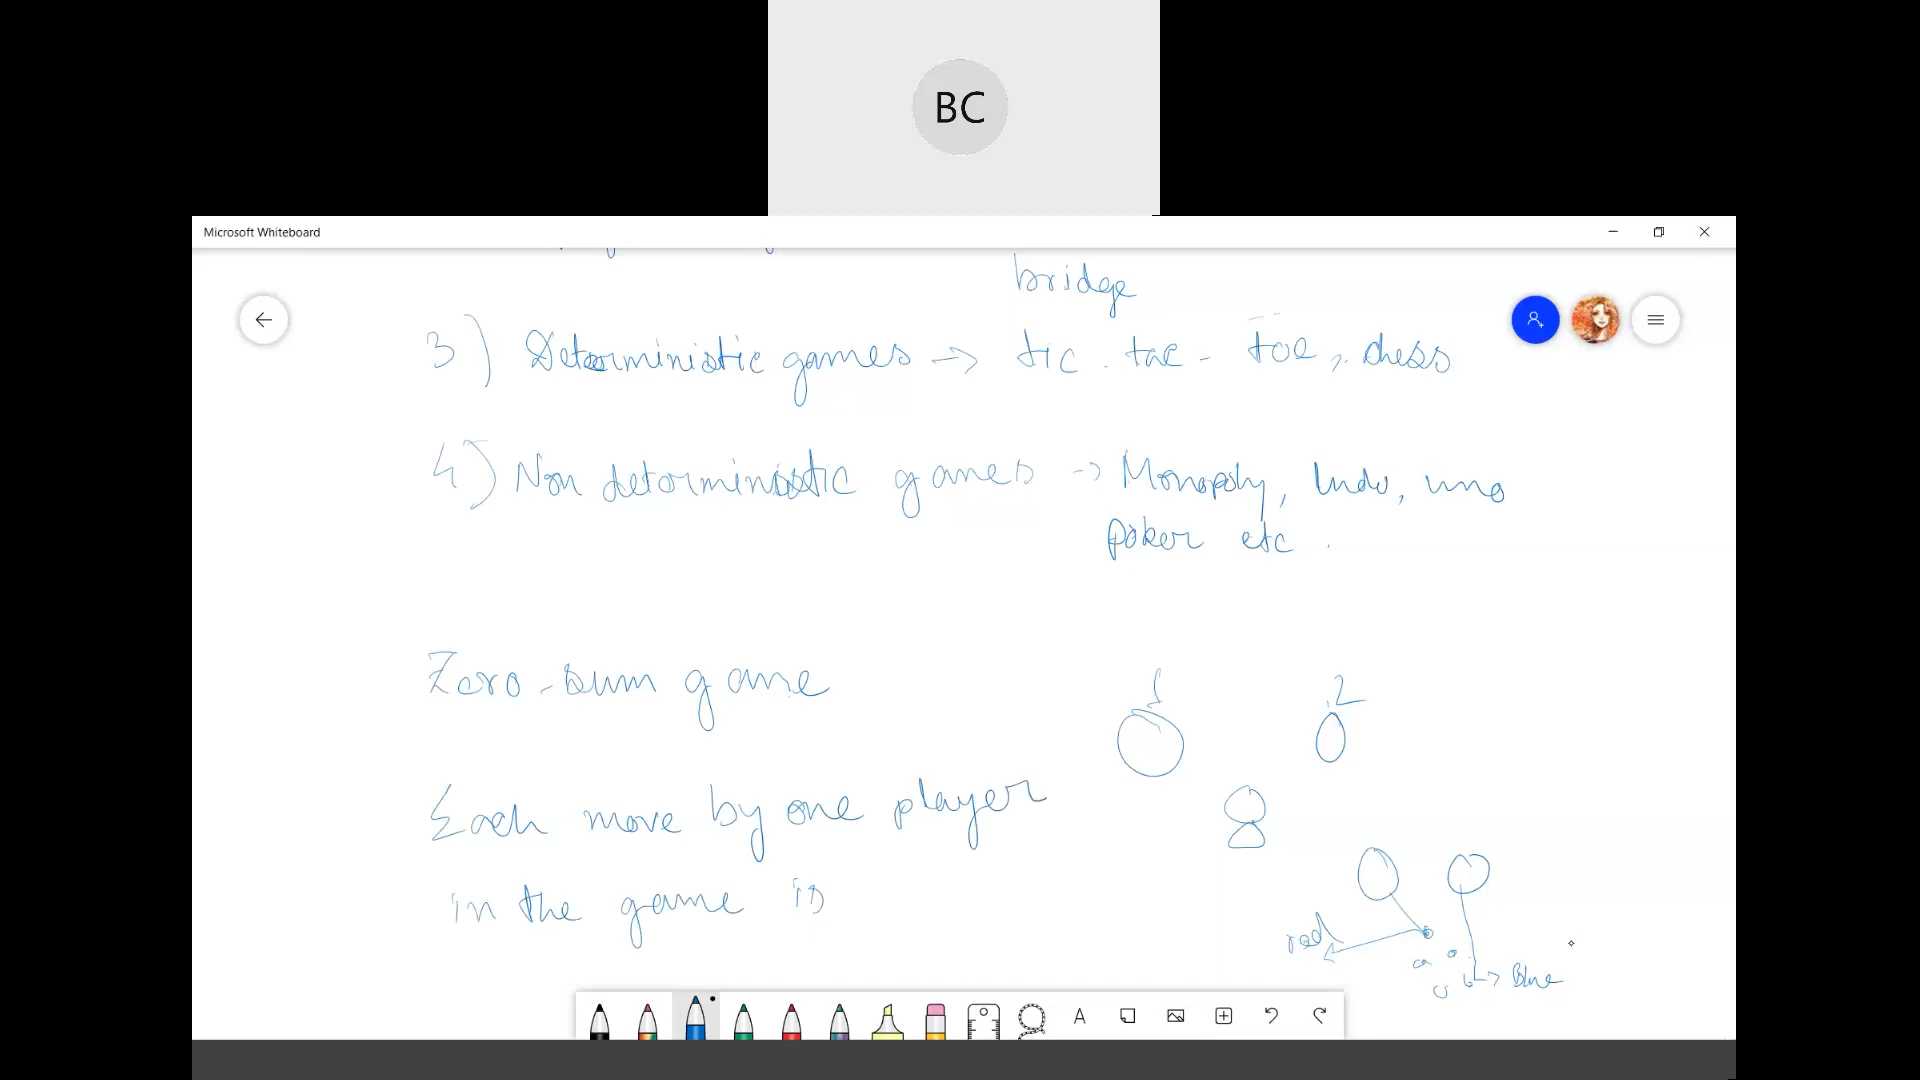 BC
Microsoft Whiteboard
bridge
3) Deterministic games → tic . tac - toe, chess
4) Non deterministic games → Monopoly, ludo, uno
poker etc .
Zero-sum game
1
2
Each move by one player
in the game is
red
Blue
A